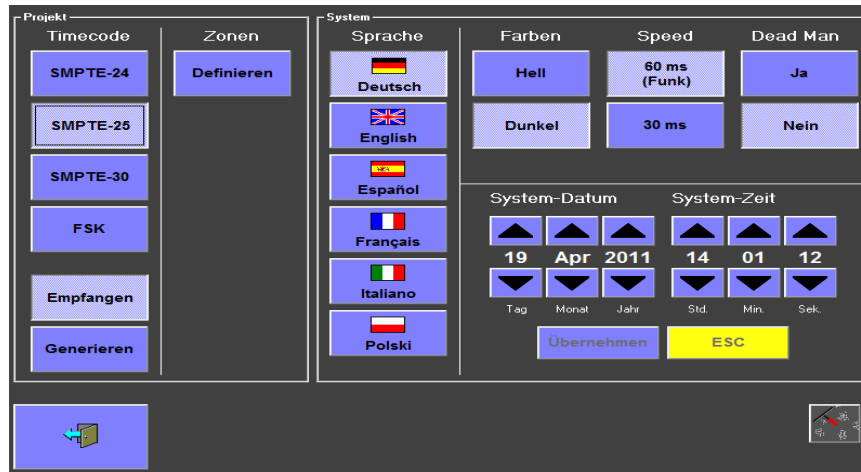 Projekt
Timecode
Zonen
SMPTE-24
Definieren
SMPTE-25
SMPTE-30
FSK
Empfangen
Generieren
System
Sprache
Farben
Speed
Dead Man
Deutsch
English
Español
Français
Italiano
Polski
Hell
60 ms
(Funk)
Ja
Dunkel
30 ms
Nein
System-Datum
System-Zeit
19 Apr 2011
14 01 12
Tag Monat Jahr
Std. Min. Sek.
Übernehmen
ESC